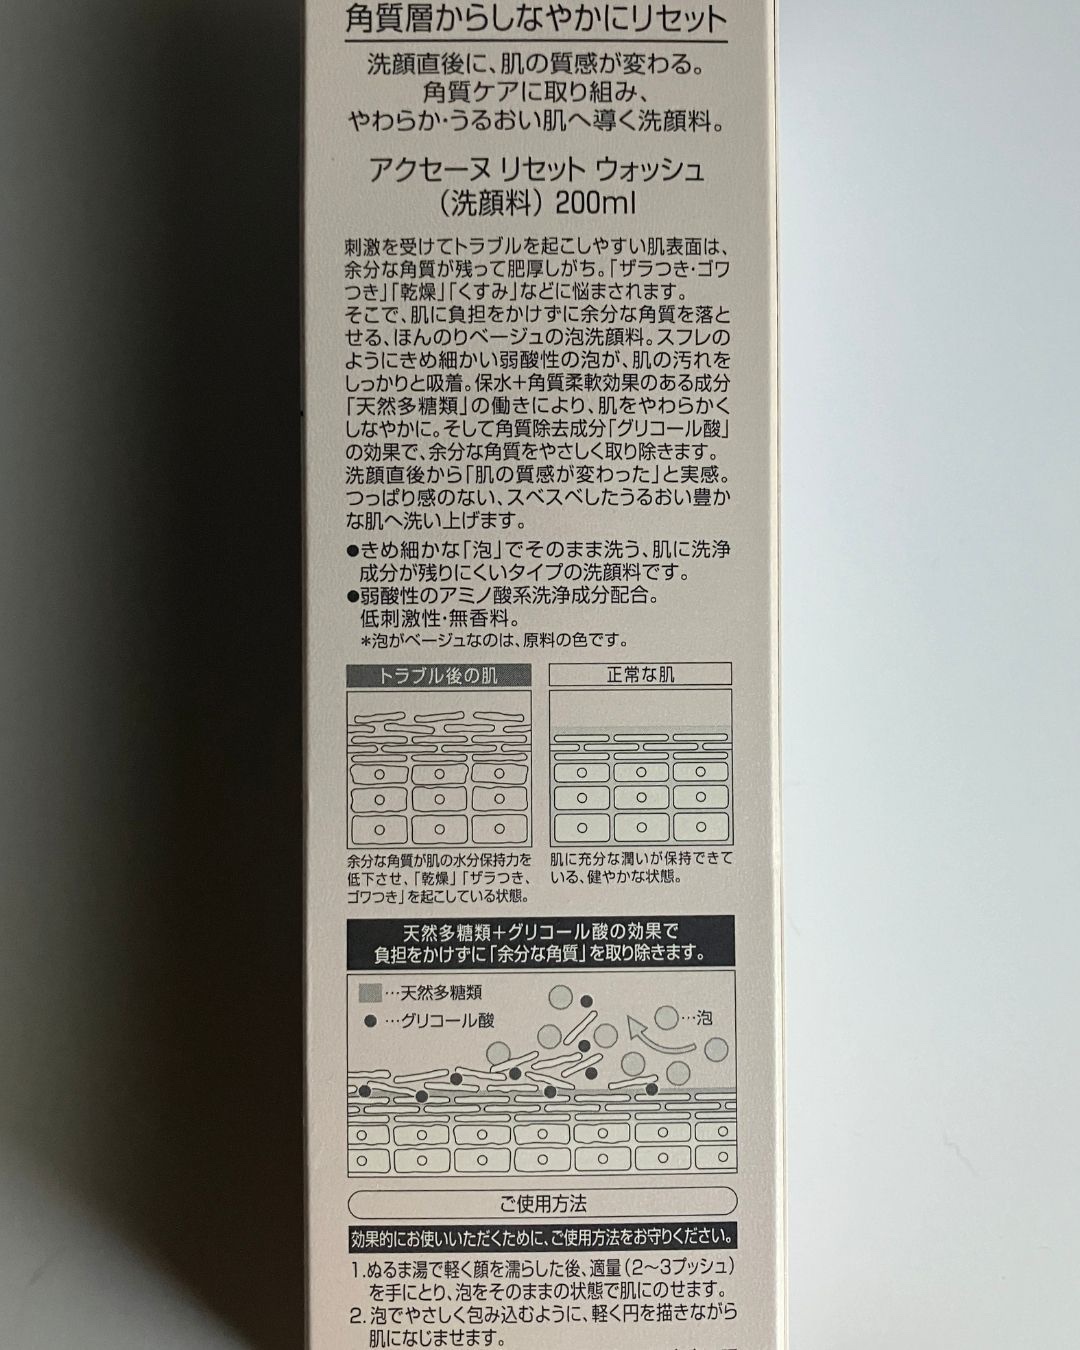 角質層からしなやかにリセット
洗顔直後に、肌の質感が変わる。
角質ケアに取り組み、
やわらか・うるおい肌へ導く洗顔料。
アクセーヌ リセット ウォッシュ
（洗顔料） 200ml
刺激を受けてトラブルを起こしやすい肌表面は、
余分な角質が残って肥厚しがち。「ザラつき・ゴワ
つき」「乾燥」「くすみ」などに悩まされます。
そこで、肌に負担をかけずに余分な角質を落と
せる、ほんのりベージュの泡洗顔料。スフレの
ようにきめ細かい弱酸性の泡が、肌の汚れを
しっかりと吸着。保水＋角質柔軟効果のある成分
「天然多糖類」の働きにより、肌をやわらかく
しなやかに。そして角質除去成分「グリコール酸」
の効果で、余分な角質をやさしく取り除きます。
洗顔直後から「肌の質感が変わった」と実感。
つっぱり感のない、スベスベしたうるおい豊か
な肌へ洗い上げます。
●きめ細かな「泡」でそのまま洗う、肌に洗浄
成分が残りにくいタイプの洗顔料です。
●弱酸性のアミノ酸系洗浄成分配合。
低刺激性・無香料。
＊泡がベージュなのは、原料の色です。
トラブル後の肌
正常な肌
余分な角質が肌の水分保持力を
低下させ、「乾燥」「ザラつき、
ゴワつき」を起こしている状態。
肌に充分な潤いが保持できて
いる、健やかな状態。
天然多糖類＋グリコール酸の効果で
負担をかけずに「余分な角質」を取り除きます。
…天然多糖類
…グリコール酸
…泡
ご使用方法
効果的にお使いいただくために、ご使用方法をお守りください。
1.ぬるま湯で軽く顔を濡らした後、適量（2〜3プッシュ）
を手にとり、泡をそのままの状態で肌にのせます。
2.泡でやさしく包み込むように、軽く円を描きながら
肌になじませます。